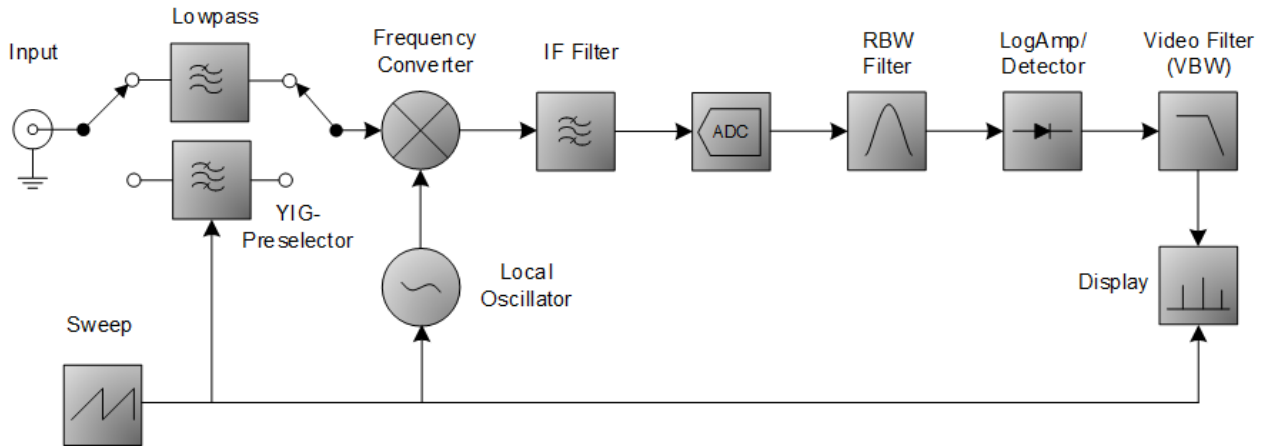 Lowpass
Input
Frequency
Converter
IF Filter
RBW
Filter
LogAmp/
Detector
Video Filter
(VBW)
ADC
YIG-
Preselector
Local
Oscillator
Display
Sweep